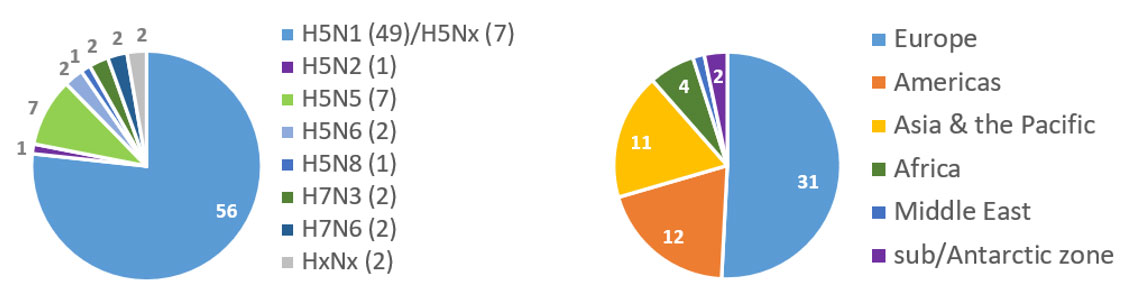 2
2
2
1
2
7
1
56
H5N1 (49)/H5Nx (7)
H5N2 (1)
H5N5 (7)
H5N6 (2)
H5N8 (1)
H7N3 (2)
H7N6 (2)
HxNx (2)
2
4
11
31
12
Europe
Americas
Asia & the Pacific
Africa
Middle East
sub/Antarctic zone